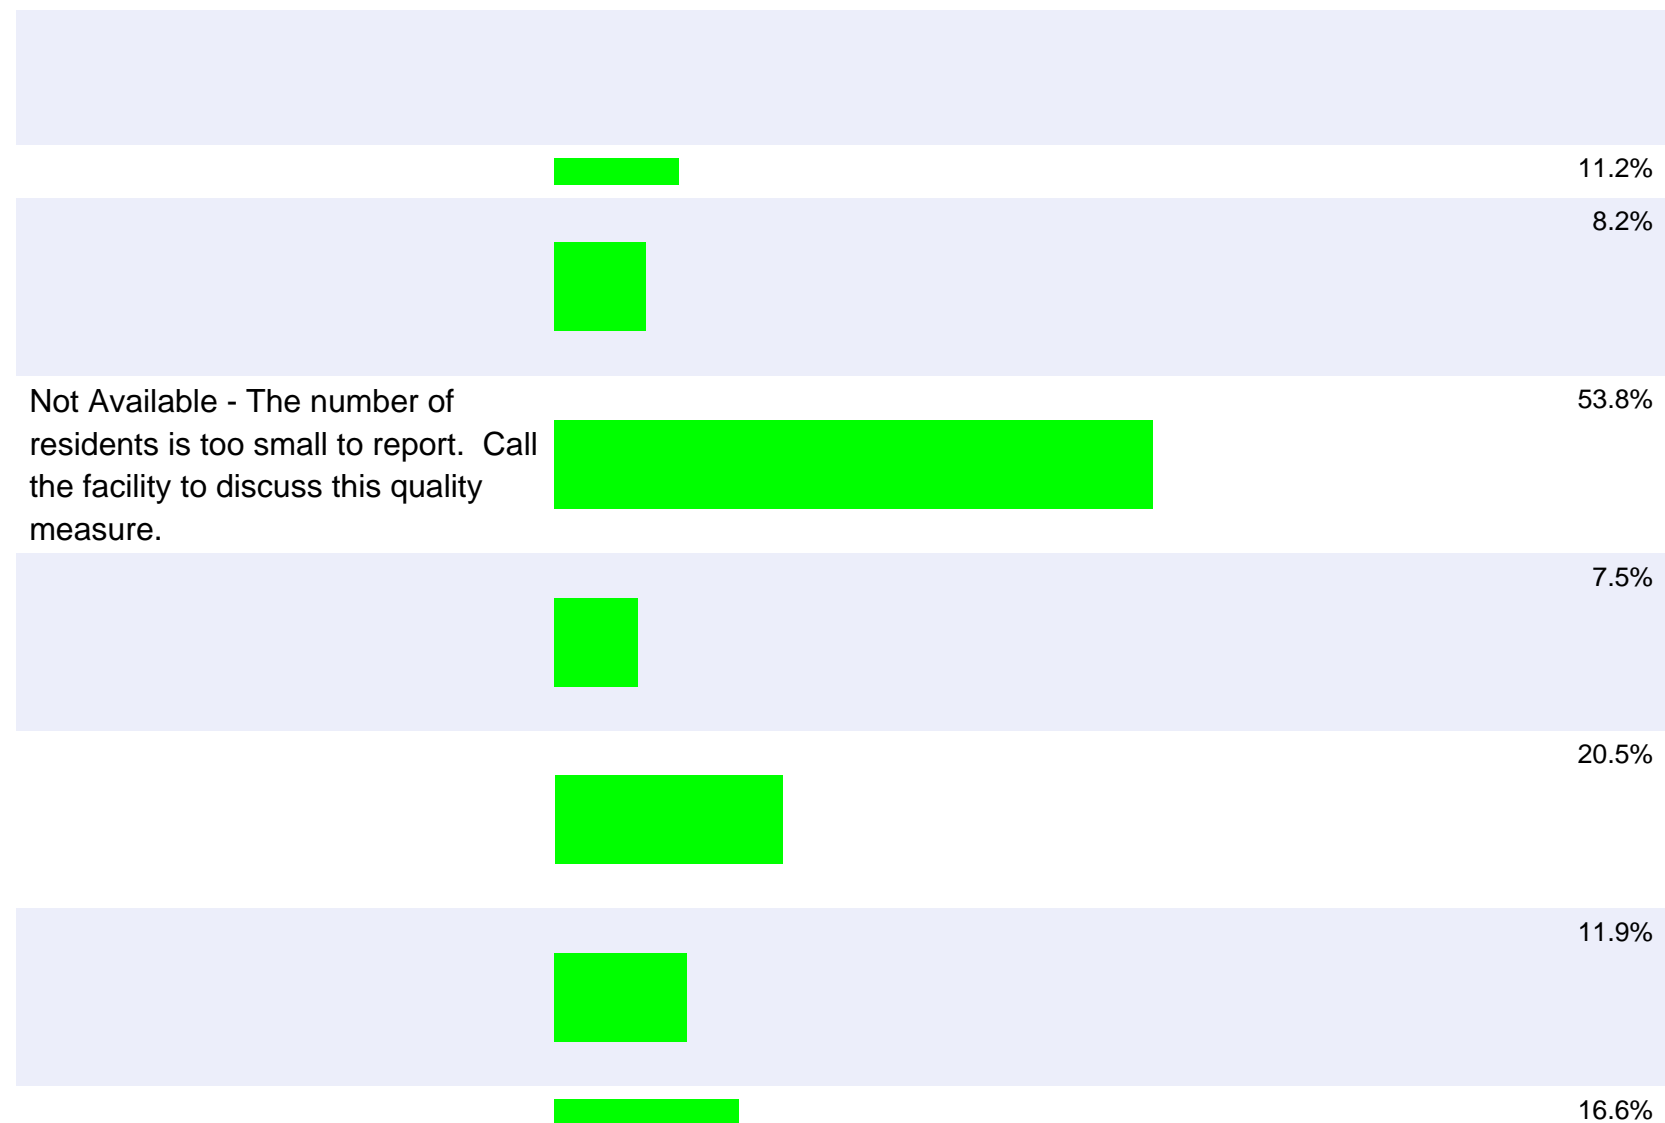 11.2%
8.2%
Not Available - The number of
residents is too small to report.  Call
the facility to discuss this quality
measure.
53.8%
7.5%
20.5%
11.9%
16.6%